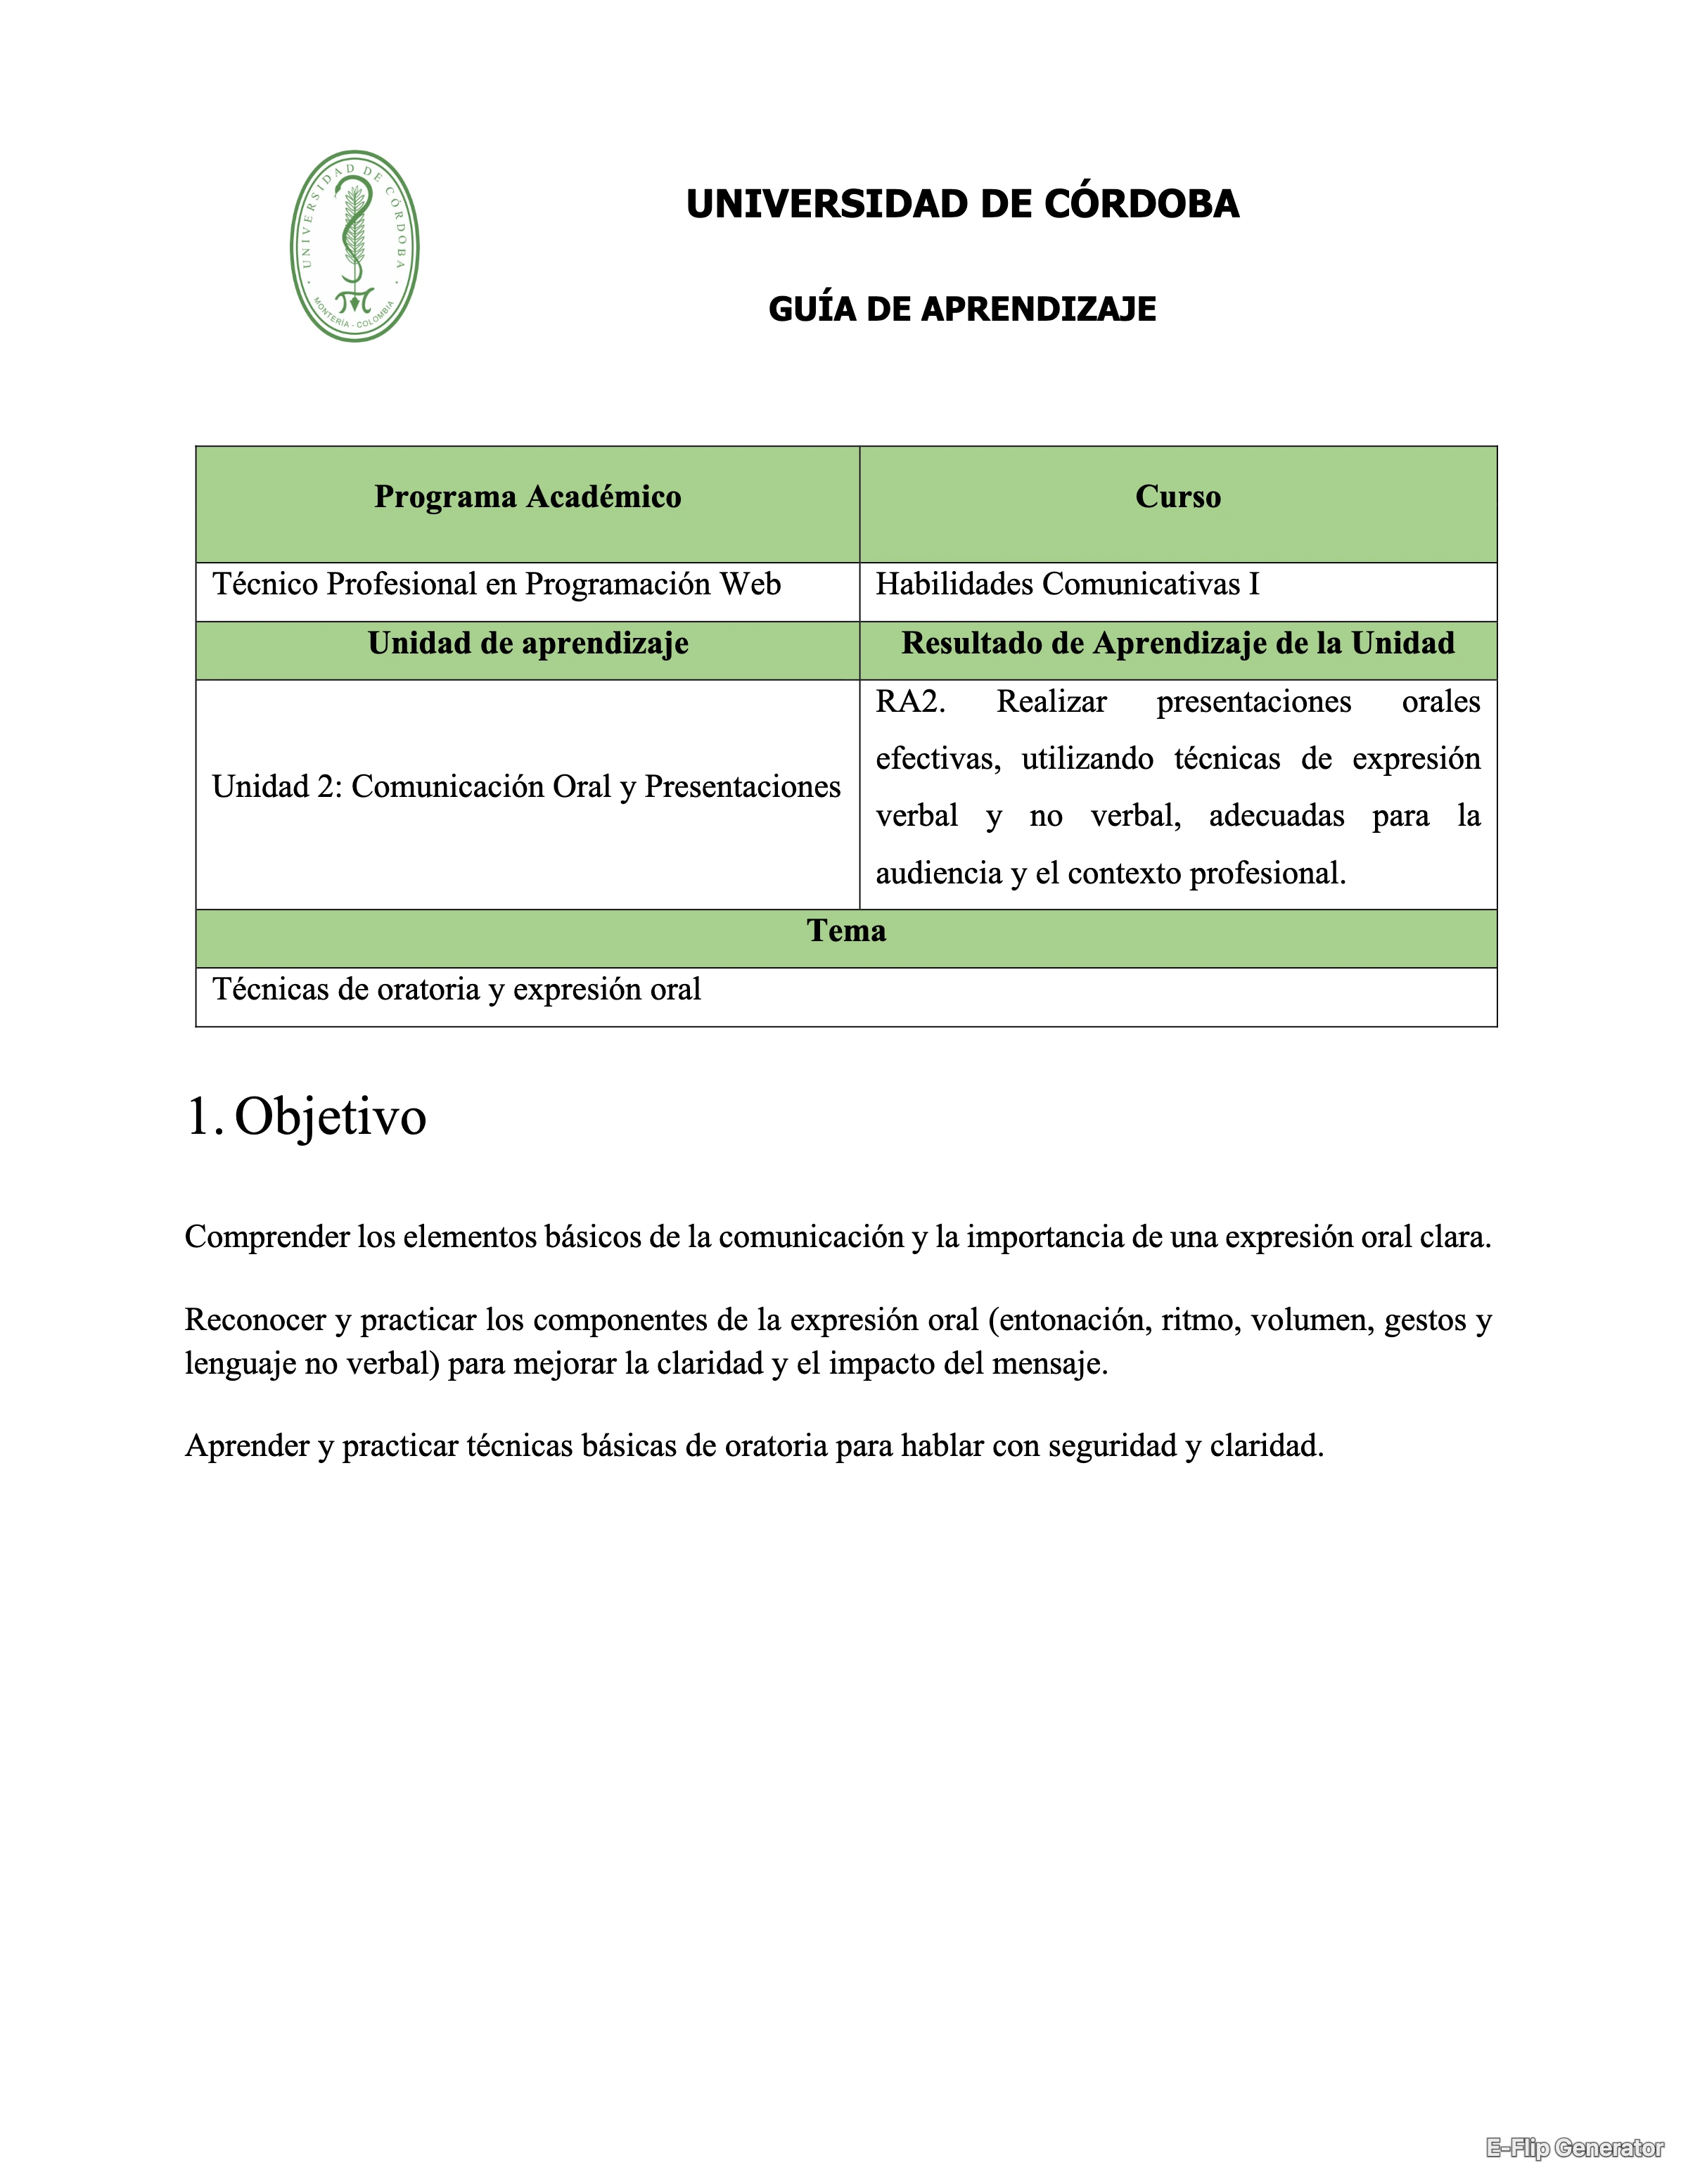 UNIVERSIDAD DE CÓRDOBA
MONTERÍA - COLOMBIA
UNIVERSIDAD DE CÓRDOBA
GUÍA DE APRENDIZAJE
Programa Académico
Curso
Técnico Profesional en Programación Web
Habilidades Comunicativas I
Unidad de aprendizaje
Resultado de Aprendizaje de la Unidad
Unidad 2: Comunicación Oral y Presentaciones
RA2. Realizar presentaciones orales
efectivas, utilizando técnicas de expresión
verbal y no verbal, adecuadas para la
audiencia y el contexto profesional.
Tema
Técnicas de oratoria y expresión oral
1. Objetivo
Comprender los elementos básicos de la comunicación y la importancia de una expresión oral clara.
Reconocer y practicar los componentes de la expresión oral (entonación, ritmo, volumen, gestos y
lenguaje no verbal) para mejorar la claridad y el impacto del mensaje.
Aprender y practicar técnicas básicas de oratoria para hablar con seguridad y claridad.
E-Flip Generator